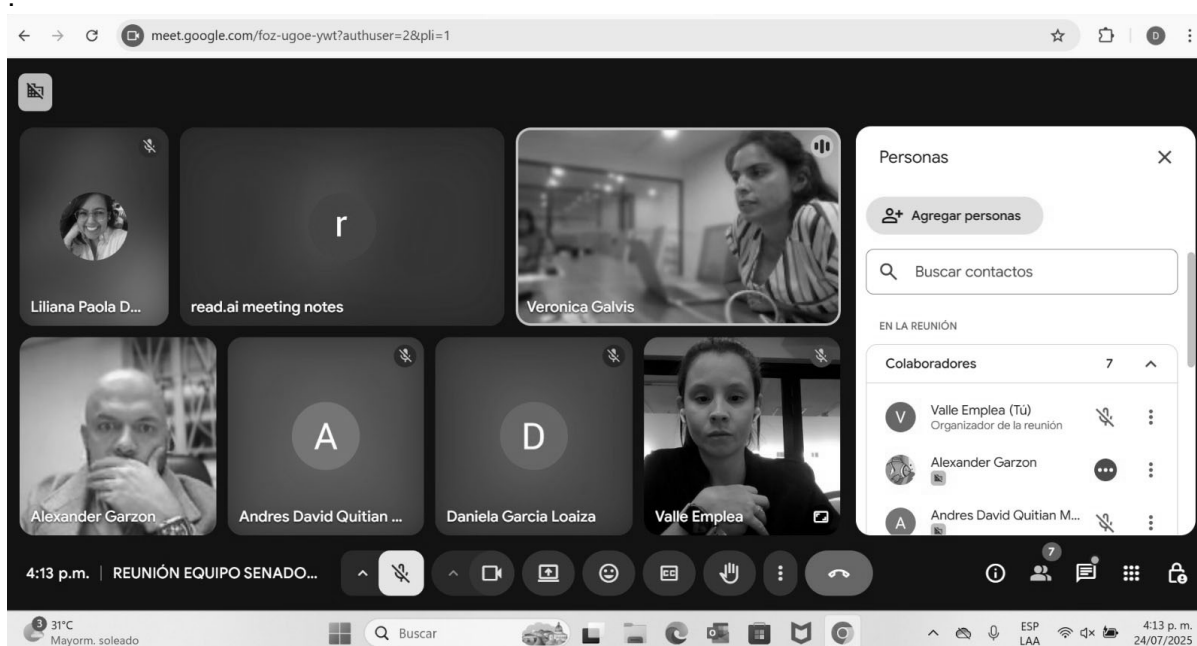 .
meet.google.com/foz-ugoe-ywt?authuser=2&pli=1
D
r
Liliana Paola D...
read.ai meeting notes
Veronica Galvis
A
D
Alexander Garzon
Andres David Quitian ...
Daniela Garcia Loaiza
Valle Emplea
Personas
Agregar personas
Buscar contactos
EN LA REUNIÓN
Colaboradores 7
V
Valle Emplea (Tú)
Organizador de la reunión
Alexander Garzon
A
Andres David Quitian M...
4:13 p.m. | REUNIÓN EQUIPO SENADO...
CC
7
3
31°C
Mayorm. soleado
Buscar
ESP
LAA
4:13 p. m.
24/07/2025